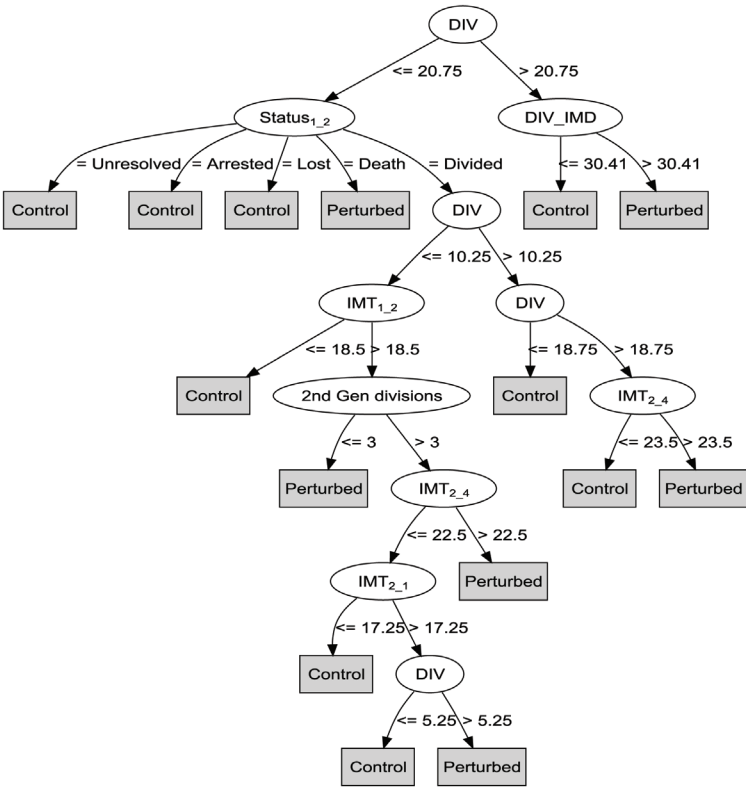 DIV
<= 20.75 > 20.75
Status1_2 DIV_IMD
= Unresolved = Arrested = Lost = Death = Divided <= 30.41 > 30.41
Control Control Control Perturbed DIV Control Perturbed
<= 10.25 > 10.25
IMT1_2 DIV
<= 18.5 > 18.5 <= 18.75 > 18.75
Control 2nd Gen divisions Control IMT2_4
<= 3 > 3 <= 23.5 > 23.5
Perturbed IMT2_4 Control Perturbed
<= 22.5 > 22.5
IMT2_1 Perturbed
<= 17.25 > 17.25
Control DIV
<= 5.25 > 5.25
Control Perturbed